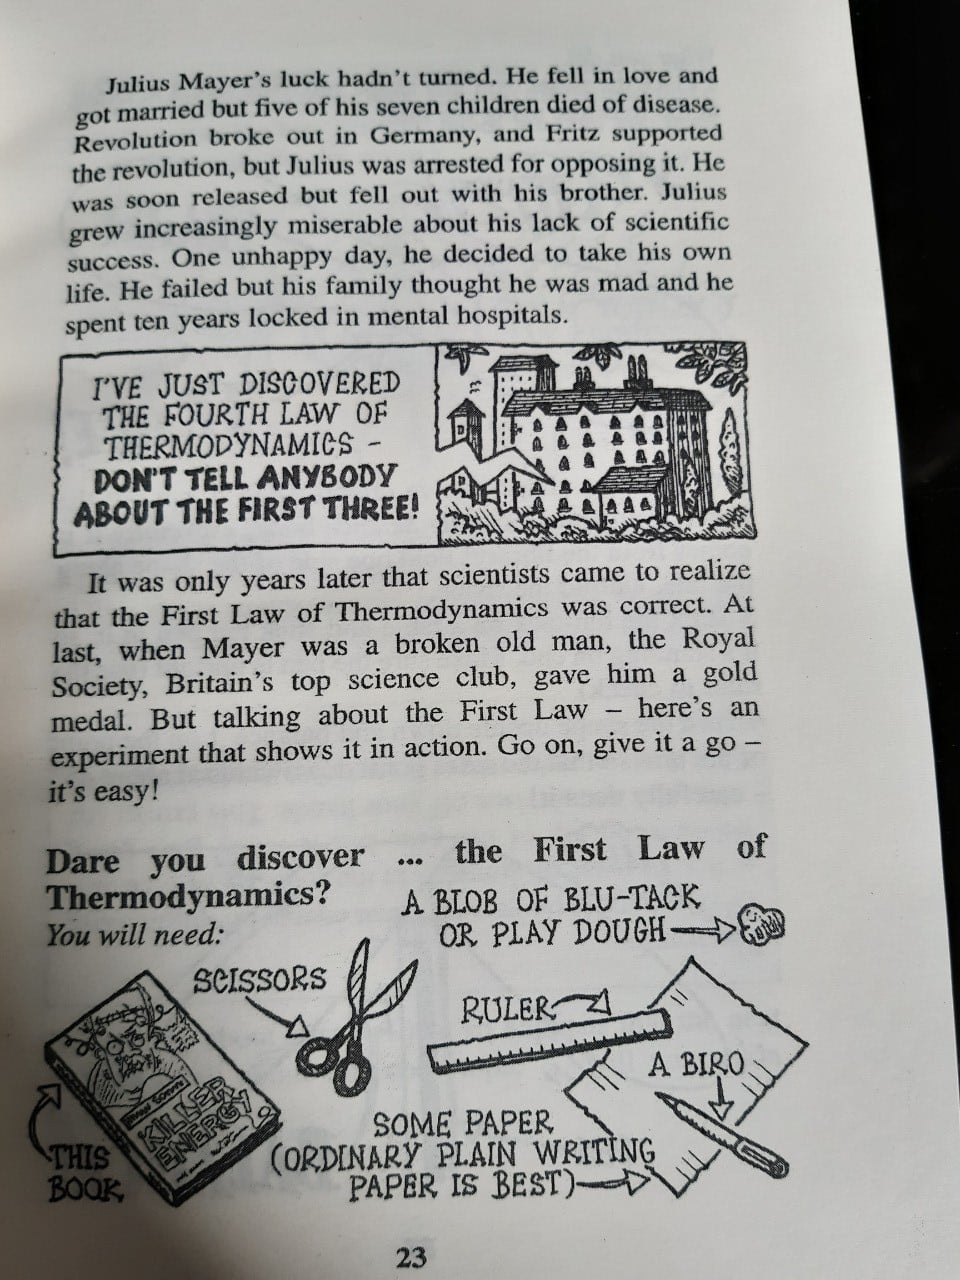 Julius Mayer's luck hadn't turned. He fell in love and
got married but five of his seven children died of disease.
Revolution broke out in Germany, and Fritz supported
the revolution, but Julius was arrested for opposing it. He
was soon released but fell out with his brother. Julius
grew increasingly miserable about his lack of scientific
success. One unhappy day, he decided to take his own
life. He failed but his family thought he was mad and he
spent ten years locked in mental hospitals.
I'VE JUST DISCOVERED
THE FOURTH LAW OF
THERMODYNAMICS –
DON'T TELL ANYBODY
ABOUT THE FIRST THREE!
It was only years later that scientists came to realize
that the First Law of Thermodynamics was correct. At
last, when Mayer was a broken old man, the Royal
Society, Britain's top science club, gave him a gold
medal. But talking about the First Law – here's an
experiment that shows it in action. Go on, give it a go –
it's easy!
Dare you discover ... the First Law of
Thermodynamics?
You will need:
A BLOB OF BLU-TACK
OR PLAY DOUGH
SCISSORS
RULER
A BIRO
KILLER
ENERGY
THIS
BOOK
SOME PAPER
(ORDINARY PLAIN WRITING
PAPER IS BEST)
23